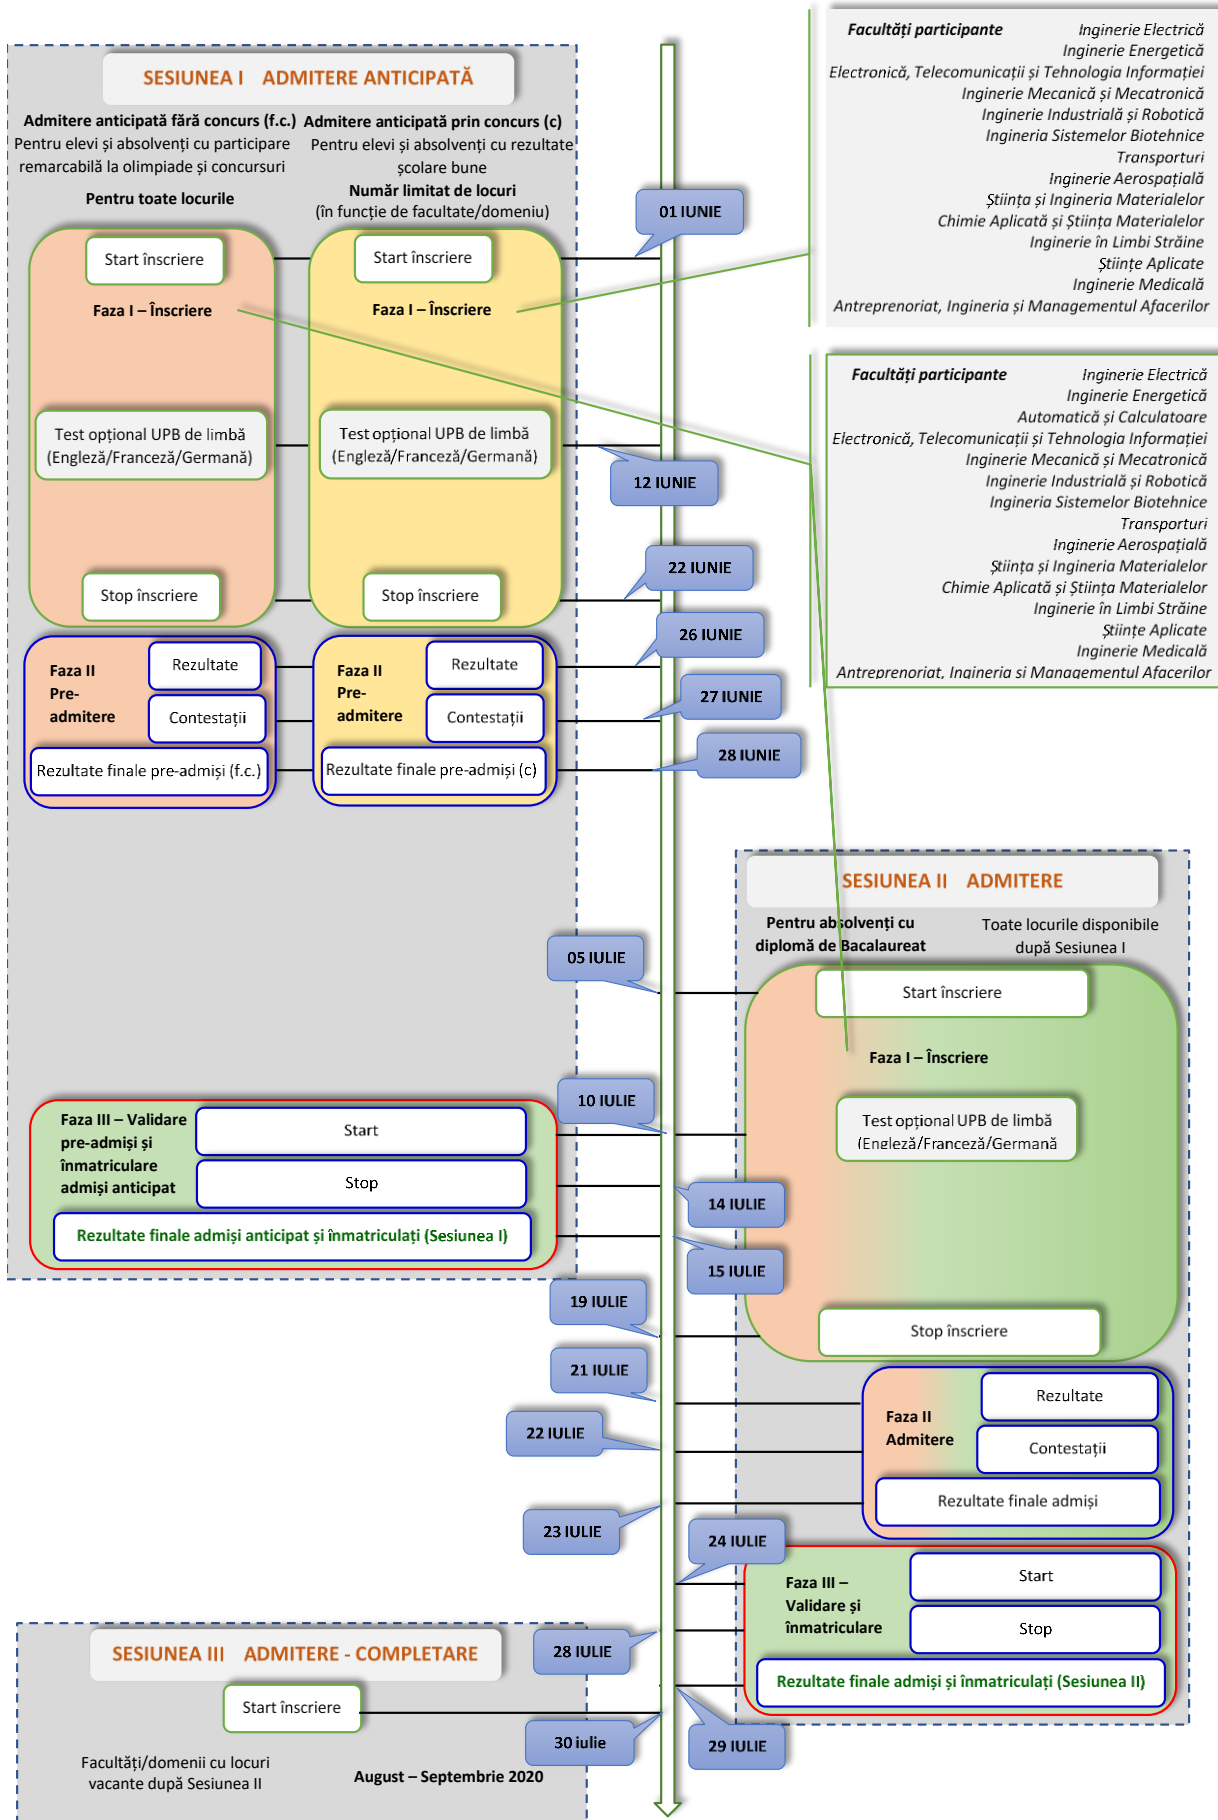 Facultăți participante Inginerie Electrică
Inginerie Energetică
Electronică, Telecomunicații și Tehnologia Informației
Inginerie Mecanică și Mecatronică
Inginerie Industrială și Robotică
Ingineria Sistemelor Biotehnice
Transporturi
Inginerie Aerospațială
Știința și Ingineria Materialelor
Chimie Aplicată și Știința Materialelor
Inginerie în Limbi Străine
Științe Aplicate
Inginerie Medicală
Antreprenoriat, Ingineria și Managementul Afacerilor
SESIUNEA I ADMITERE ANTICIPATĂ
Admitere anticipată fără concurs (f.c.)
Pentru elevi și absolvenți cu participare
remarcabilă la olimpiade și concursuri
Pentru toate locurile
Admitere anticipată prin concurs (c)
Pentru elevi și absolvenți cu rezultate
școlare bune
Număr limitat de locuri
(în funcție de facultate/domeniu)
01 IUNIE
Start înscriere
Start înscriere
Faza I – Înscriere
Faza I – Înscriere
Facultăți participante Inginerie Electrică
Inginerie Energetică
Automatică și Calculatoare
Electronică, Telecomunicații și Tehnologia Informației
Inginerie Mecanică și Mecatronică
Inginerie Industrială și Robotică
Ingineria Sistemelor Biotehnice
Transporturi
Inginerie Aerospațială
Știința și Ingineria Materialelor
Chimie Aplicată și Știința Materialelor
Inginerie în Limbi Străine
Științe Aplicate
Inginerie Medicală
Antreprenoriat, Ingineria si Managementul Afacerilor
Test opțional UPB de limbă
(Engleză/Franceză/Germană)
Test opțional UPB de limbă
(Engleză/Franceză/Germană)
12 IUNIE
Stop înscriere
Stop înscriere
22 IUNIE
Faza II
Pre-
admitere
Rezultate
Contestații
Rezultate finale pre-admiși (f.c.)
Faza II
Pre-
admitere
Rezultate
Contestații
Rezultate finale pre-admiși (c)
26 IUNIE
27 IUNIE
28 IUNIE
SESIUNEA II ADMITERE
Pentru absolvenți cu
diplomă de Bacalaureat
Toate locurile disponibile
după Sesiunea I
05 IULIE
Start înscriere
Faza I – Înscriere
10 IULIE
Test opțional UPB de limbă
(Engleză/Franceză/Germană
Faza III – Validare
pre-admiși și
înmatriculare
admiși anticipat
Start
Stop
Rezultate finale admiși anticipat și înmatriculați (Sesiunea I)
14 IULIE
15 IULIE
19 IULIE
Stop înscriere
21 IULIE
22 IULIE
23 IULIE
Faza II
Admitere
Rezultate
Contestații
Rezultate finale admiși
24 IULIE
Faza III –
Validare și
înmatriculare
Start
Stop
Rezultate finale admiși și înmatriculați (Sesiunea II)
28 IULIE
29 IULIE
SESIUNEA III ADMITERE - COMPLETARE
Start înscriere
30 iulie
Facultăți/domenii cu locuri
vacante după Sesiunea II
August – Septembrie 2020